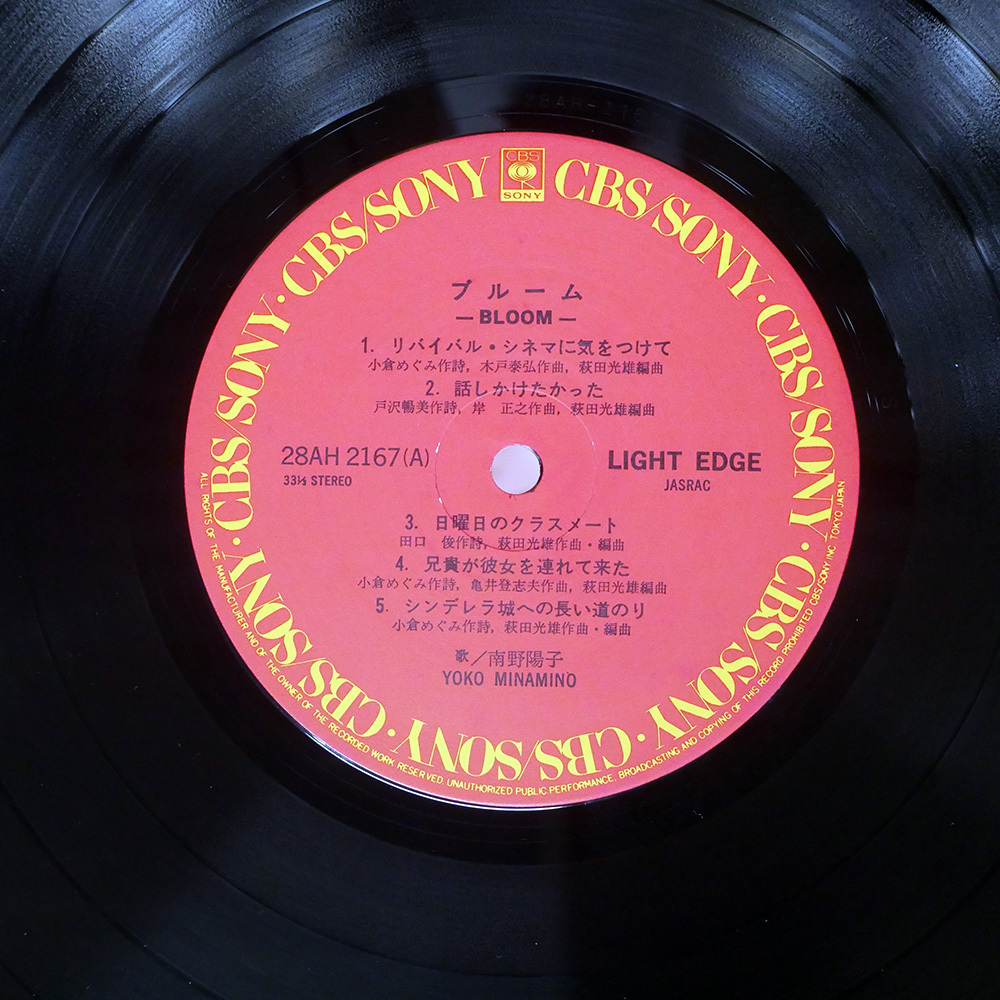 28AH-216
CBS
SONY
CBS/SONY · CBS/SONY · CBS/SONY · CBS/SONY · CBS/SONY · CBS/SONY · CBS/SONY · CBS/SONY · CBS/SONY
ブルーム
— BLOOM —
1. リバイバル・シネマに気をつけて
小倉めぐみ作詩, 木戸泰弘作曲, 萩田光雄編曲
2. 話しかけたかった
戸沢暢美作詩, 岸 正之作曲, 萩田光雄編曲
28AH 2167(A)
33⅓ STEREO
LIGHT EDGE
JASRAC
3. 日曜日のクラスメート
田口 俊作詩, 萩田光雄作曲・編曲
4. 兄貴が彼女を連れて来た
小倉めぐみ作詩, 亀井登志夫作曲, 萩田光雄編曲
5. シンデレラ城への長い道のり
小倉めぐみ作詩, 萩田光雄作曲・編曲
歌／南野陽子
YOKO MINAMINO
ALL RIGHTS OF THE MANUFACTURER AND OF THE OWNER OF THE RECORDED WORK RESERVED. UNAUTHORIZED PUBLIC PERFORMANCE. BROADCASTING AND COPYING OF THIS RECORD PROHIBITED CBS/SONY INC. TOKYO JAPAN